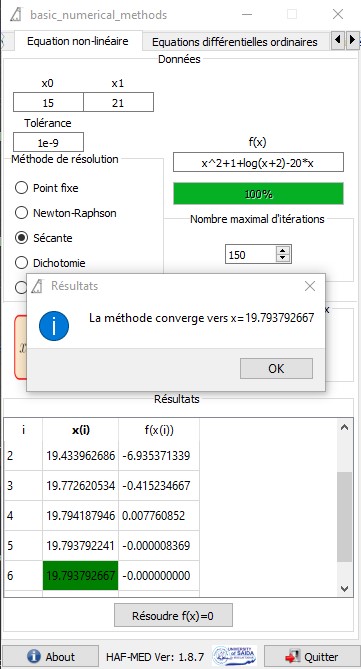 basic_numerical_methods
Equation non-linéaire Equations différentielles ordinaires
Données
x0 x1
15 21
Tolérance
1e-9
f(x)
x^2+1+log(x+2)-20*x
100%
Méthode de résolution
Point fixe
Newton-Raphson
Sécante
Dichotomie
Nombre maximal d'itérations
150
Résultats
La méthode converge vers x=19.793792667
OK
x
x
Résultats
i x(i) f(x(i))
2 19.433962686 -6.935371339
3 19.772620534 -0.415234667
4 19.794187946 0.007760852
5 19.793792241 -0.000008369
6 19.793792667 -0.000000000
Résoudre f(x)=0
About HAF-MED Ver: 1.8.7 UNIVERSITY of SAIDA Quitter